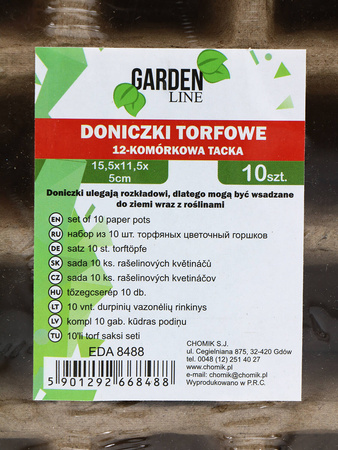 GARDEN
LINE
DONICZKI TORFOWE
12-KOMÓRKOWA TACKA
15,5x11,5x
5cm
10szt.
Doniczki ulegają rozkładowi, dlatego mogą być wsadzane
do ziemi wraz z roślinami
EN set of 10 paper pots
RU набор из 10 шт. торфяных цветочный горшков
DE satz 10 st. torftöpfe
SK sada 10 ks. rašelinových květináčů
CZ sada 10 ks. rašelinových kvetináčov
HU tőzegcserép 10 db.
LT 10 vnt. durpinių vazonėlių rinkinys
LV kompl 10 gab. kūdras podiņu
TU 10'li torf saksi seti
EDA 8488
5 901292 668488
CHOMIK S.J.
ul. Cegielniana 875, 32-420 Gdów
tel. 0048 (12) 251 40 27
www.chomik.pl
e-mail: chomik@chomik.pl
Wyprodukowano w P.R.C.